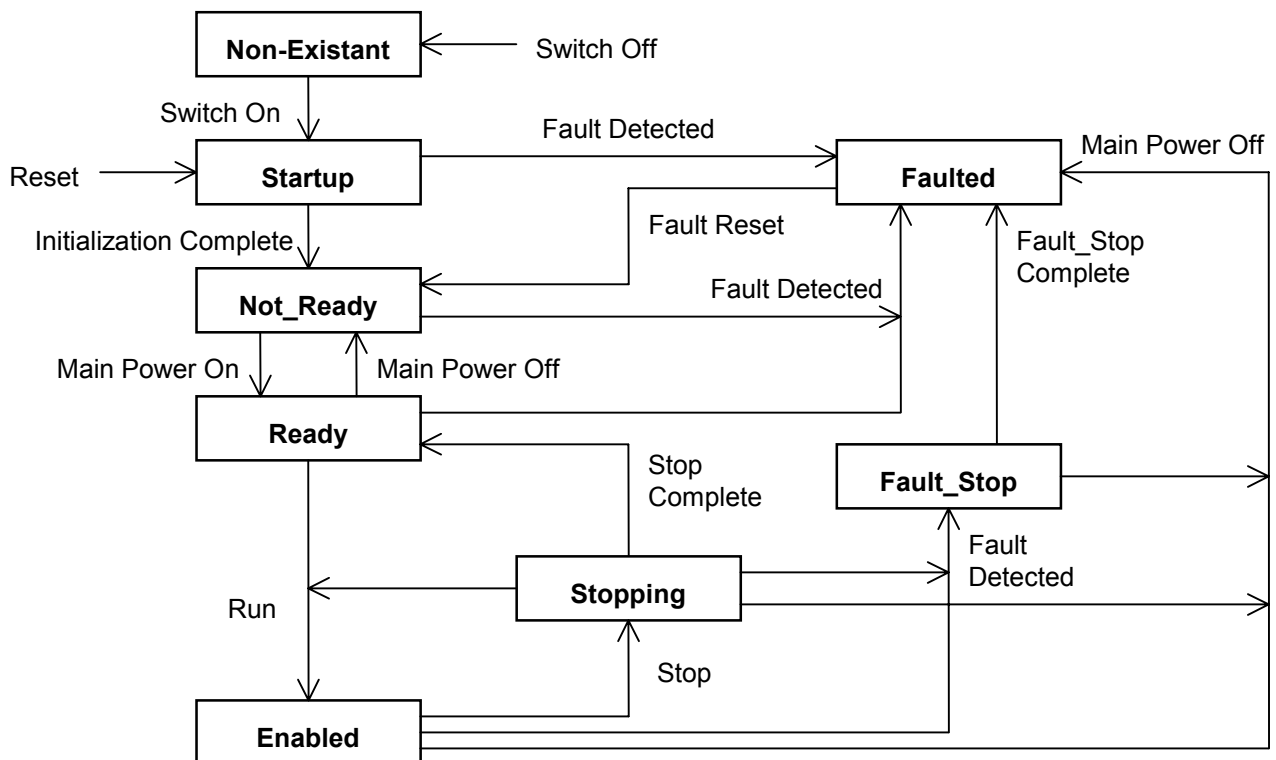 Non-Existant
Switch Off
Switch On
Fault Detected
Main Power Off
Reset
Startup
Faulted
Initialization Complete
Fault Reset
Fault_Stop
Complete
Not_Ready
Fault Detected
Main Power On
Main Power Off
Ready
Stop
Complete
Fault_Stop
Fault
Detected
Stopping
Run
Stop
Enabled